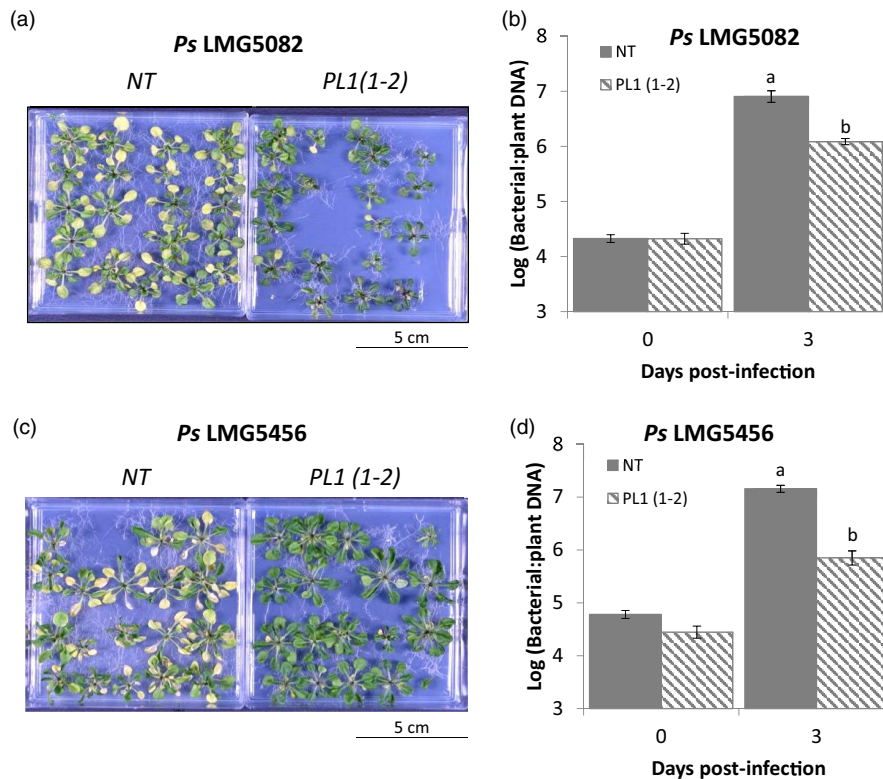 (a)
Ps LMG5082
NT PL1(1-2)
5 cm
(b)
Ps LMG5082
NT
PL1 (1-2)
a
b
8
7
6
5
4
3
Log (Bacterial:plant DNA)
0 3
Days post-infection
(c)
Ps LMG5456
NT PL1 (1-2)
5 cm
(d)
Ps LMG5456
NT
PL1 (1-2)
a
b
8
7
6
5
4
3
Log (Bacterial:plant DNA)
0 3
Days post-infection